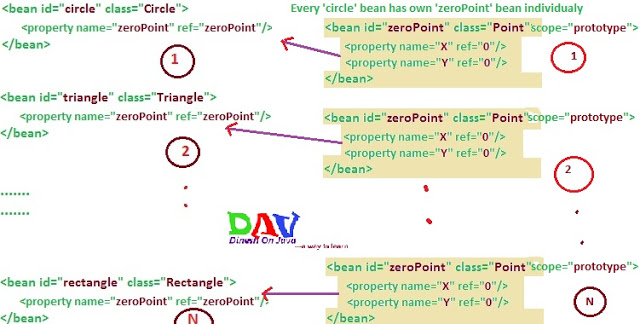 Every 'circle' bean has own 'zeroPoint' bean individualy
<bean id="circle" class="Circle">
<property name="zeroPoint" ref="zeroPoint"/>
</bean>
1
<bean id="zeroPoint" class="Point" scope="prototype">
<property name="X" ref="0"/>
<property name="Y" ref="0"/>
</bean>
1
<bean id="triangle" class="Triangle">
<property name="zeroPoint" ref="zeroPoint"/>
</bean>
2
<bean id="zeroPoint" class="Point" scope="prototype">
<property name="X" ref="0"/>
<property name="Y" ref="0"/>
</bean>
2
.......
.......
DAV
Dinesh On Java
—a way to learn
<bean id="rectangle" class="Rectangle">
<property name="zeroPoint" ref="zeroPoint"/>
</bean>
N
<bean id="zeroPoint" class="Point" scope="prototype">
<property name="X" ref="0"/>
<property name="Y" ref="0"/>
</bean>
N